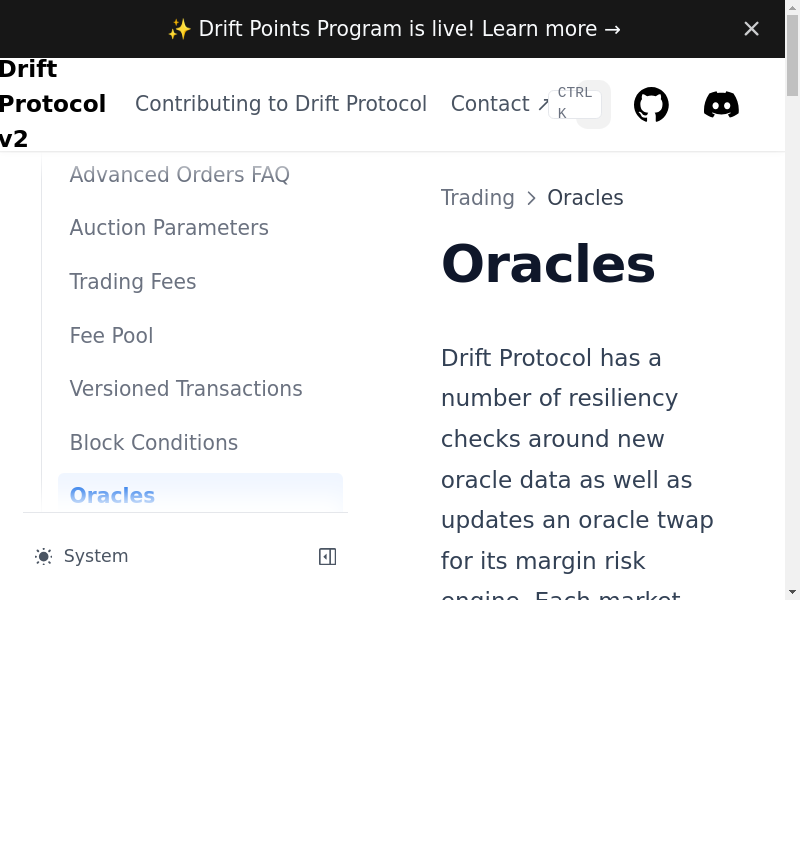 ✨ Drift Points Program is live! Learn more →
Drift
Protocol
v2
Contributing to Drift Protocol
Contact ↗
CTRL
K
Advanced Orders FAQ
Auction Parameters
Trading Fees
Fee Pool
Versioned Transactions
Block Conditions
Oracles
System
Trading > Oracles
Oracles
Drift Protocol has a
number of resiliency
checks around new
oracle data as well as
updates an oracle twap
for its margin risk
engine. Each market